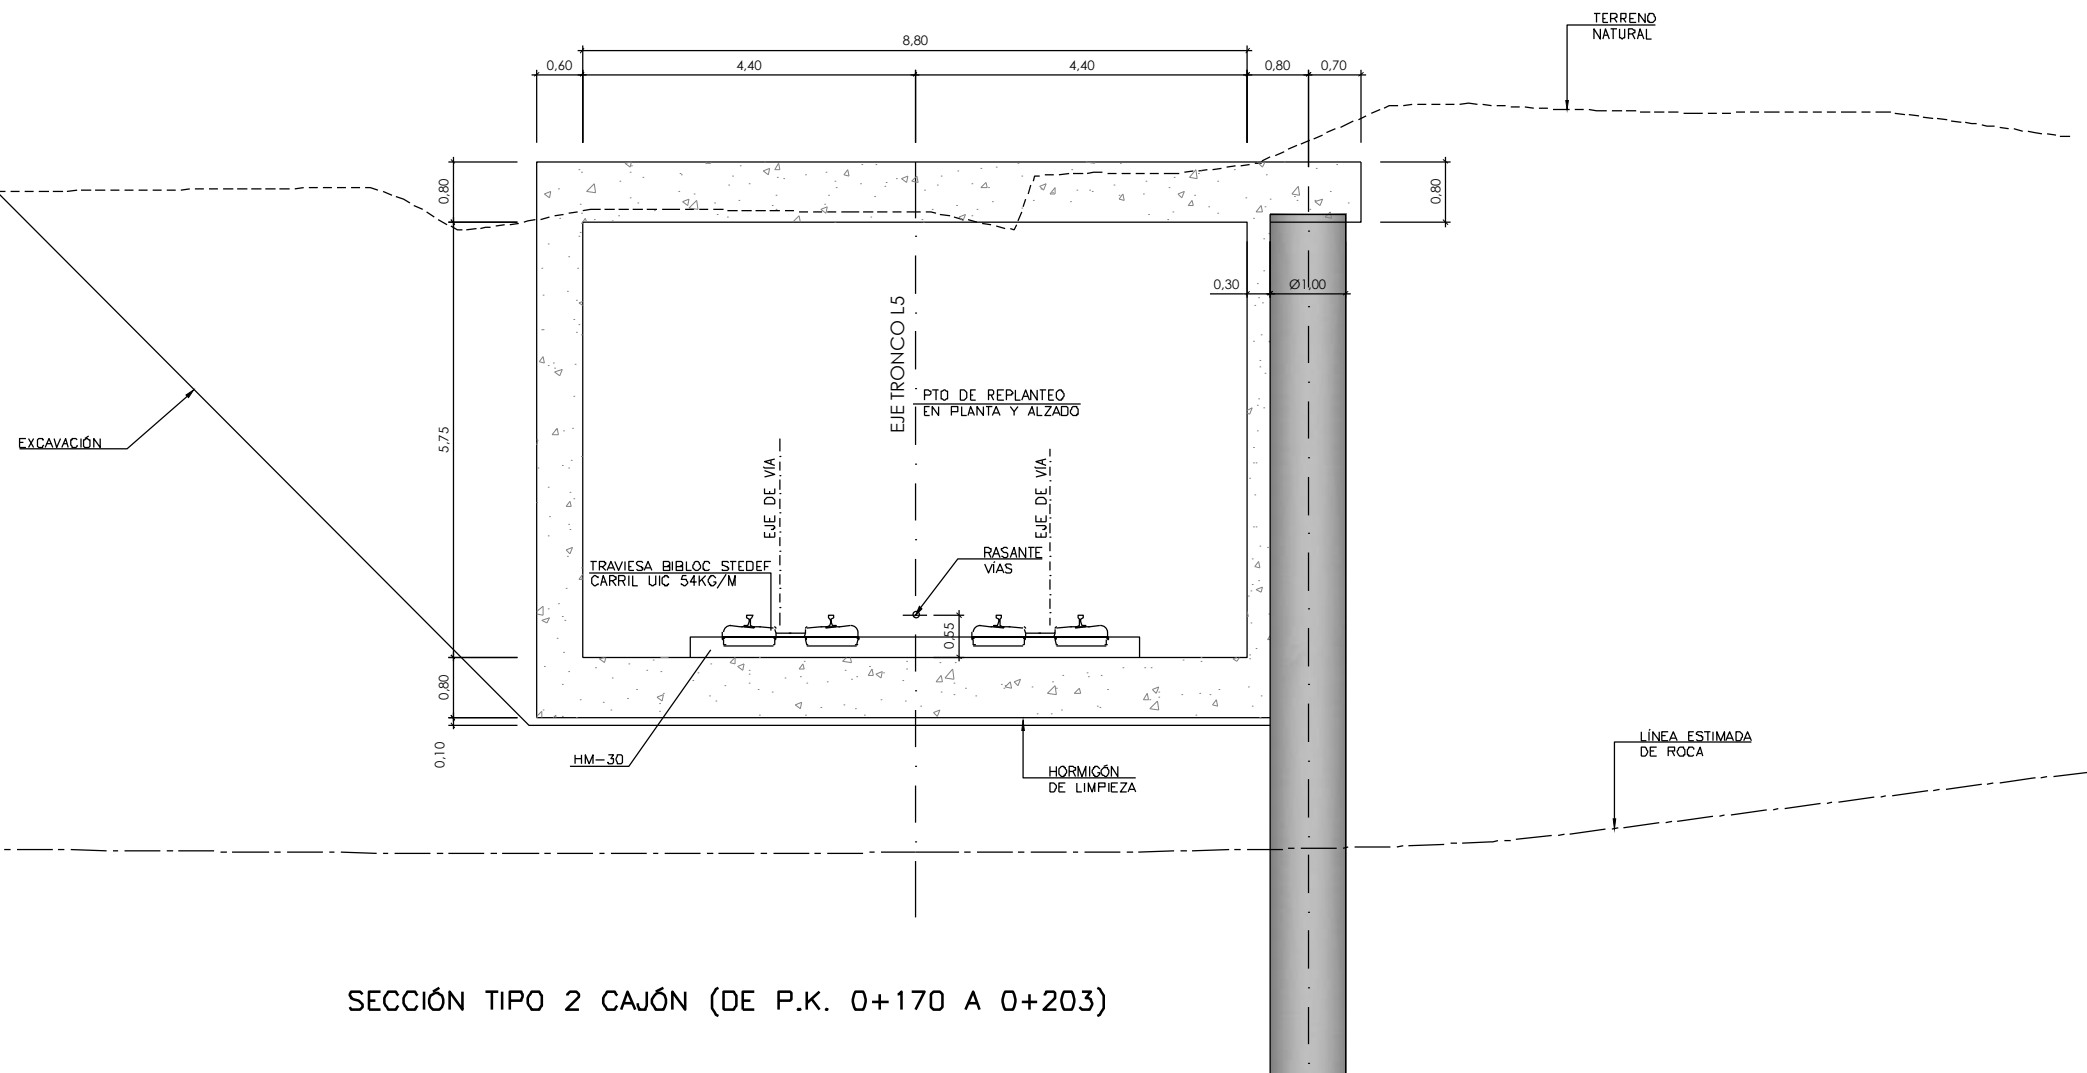 TERRENO
NATURAL
8,80
0,60
4,40
4,40
0,80
0,70
0,80
0,80
0,30
Ø1,00
EJE TRONCO L5
PTO DE REPLANTEO
EN PLANTA Y ALZADO
EXCAVACIÓN
5,75
EJE DE VÍA
EJE DE VÍA
TRAVIESA BIBLOC STEDEF
CARRIL UIC 54KG/M
RASANTE
VÍAS
0,55
0,80
0,10
HM-30
HORMIGÓN
DE LIMPIEZA
LÍNEA ESTIMADA
DE ROCA
SECCIÓN TIPO 2 CAJÓN (DE P.K. 0+170 A 0+203)